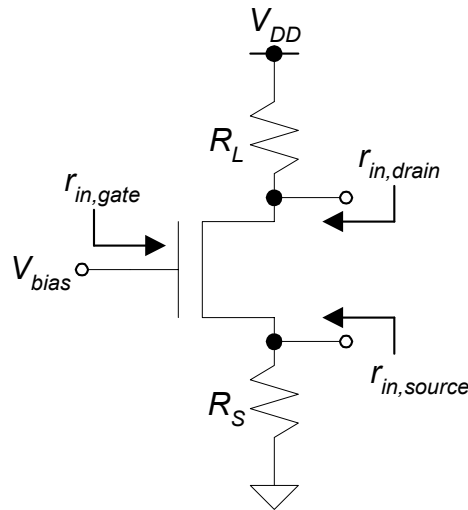 V_DD
R_L
r_in,drain
r_in,gate
V_bias
r_in,source
R_S